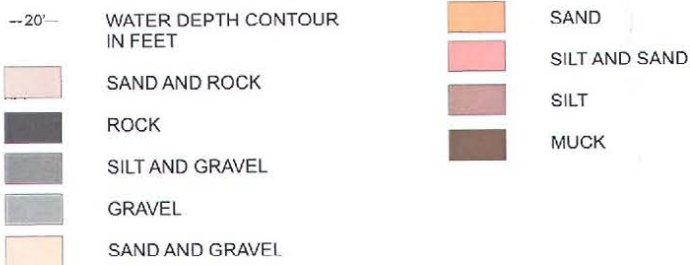 --20'--
WATER DEPTH CONTOUR
IN FEET
SAND AND ROCK
ROCK
SILT AND GRAVEL
GRAVEL
SAND AND GRAVEL
SAND
SILT AND SAND
SILT
MUCK